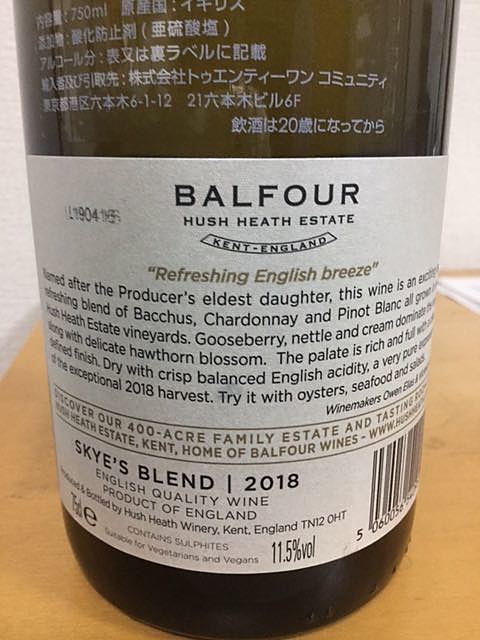 内容量:750ml 原産国:イギリス
添加物:酸化防止剤(亜硫酸塩)
アルコール分:表又は裏ラベルに記載
輸入者及び引取先:株式会社トゥエンティーワン コミュニティ
東京都港区六本木6-1-12 21六本木ビル6F
飲酒は20歳になってから
BALFOUR
HUSH HEATH ESTATE
KENT-ENGLAND
"Refreshing English breeze"
Named after the Producer's eldest daughter, this wine is an exciting
refreshing blend of Bacchus, Chardonnay and Pinot Blanc all grown
Hush Heath Estate vineyards. Gooseberry, nettle and cream dominate the
along with delicate hawthorn blossom. The palate is rich and full with
defined finish. Dry with crisp balanced English acidity, a very pure
of the exceptional 2018 harvest. Try it with oysters, seafood and salads.
Winemakers Owen Elias &
DISCOVER OUR 400-ACRE FAMILY ESTATE AND TASTING
HUSH HEATH ESTATE, KENT, HOME OF BALFOUR WINES - WWW.HUSHHEATH
SKYE'S BLEND | 2018
ENGLISH QUALITY WINE
PRODUCT OF ENGLAND
Produced & Bottled by Hush Heath Winery, Kent, England TN12 0HT
75cl e
CONTAINS SULPHITES
Suitable for Vegetarians and Vegans
11.5%vol
5 060056